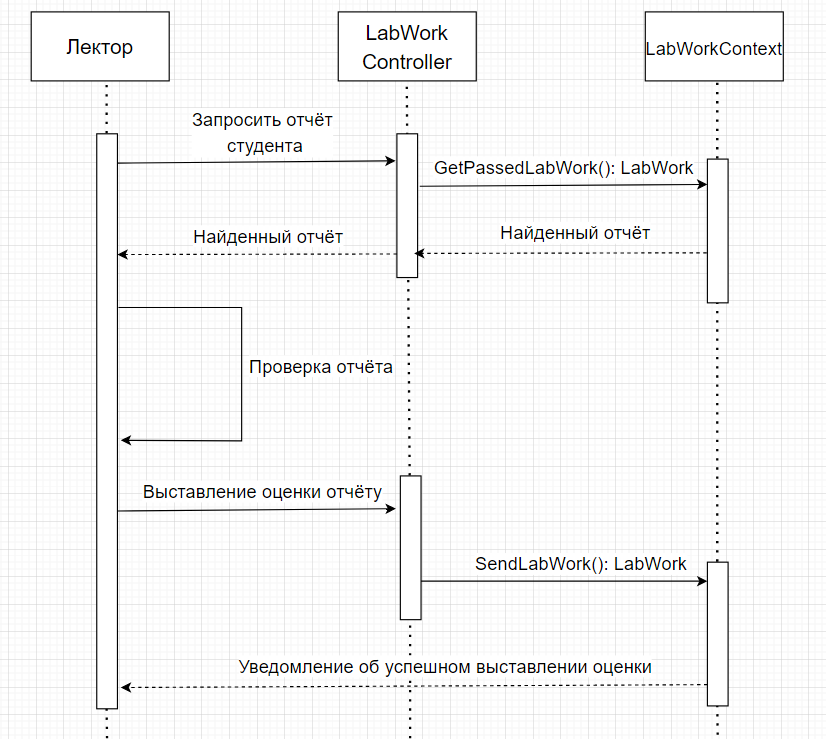 Лектор
LabWork
Controller
LabWorkContext
Запросить отчёт
студента
GetPassedLabWork(): LabWork
Найденный отчёт
Найденный отчёт
Проверка отчёта
Выставление оценки отчёту
SendLabWork(): LabWork
Уведомление об успешном выставлении оценки